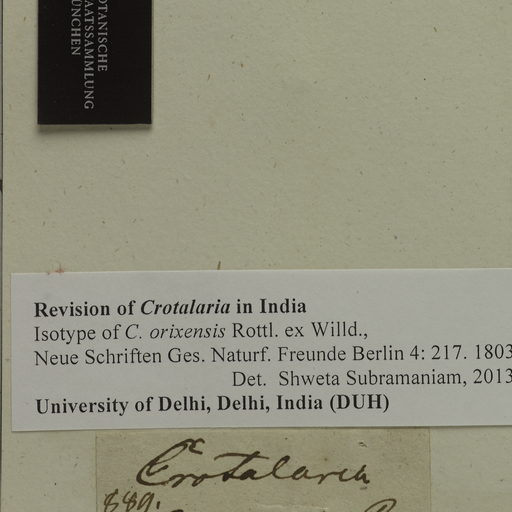 OTANISCHE
AATSSAMMLUNG
ÜNCHEN
Revision of Crotalaria in India
Isotype of C. orixensis Rottl. ex Willd.,
Neue Schriften Ges. Naturf. Freunde Berlin 4: 217. 1803
Det. Shweta Subramaniam, 2013
University of Delhi, Delhi, India (DUH)
Crotalaria
889.